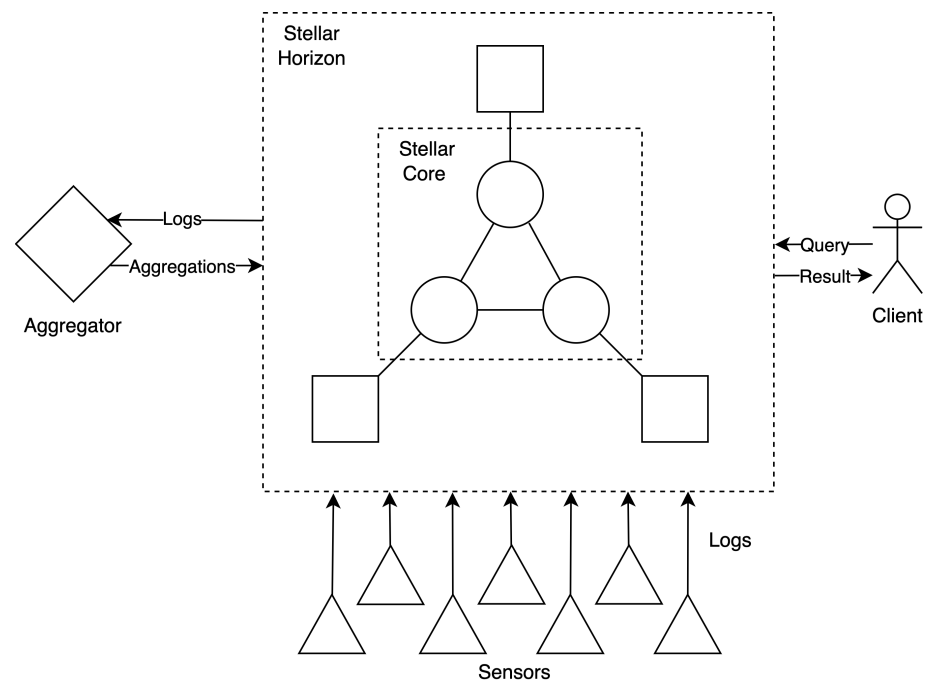 Stellar
Horizon
Stellar
Core
Logs
Aggregations
Aggregator
Query
Result
Client
Logs
Sensors